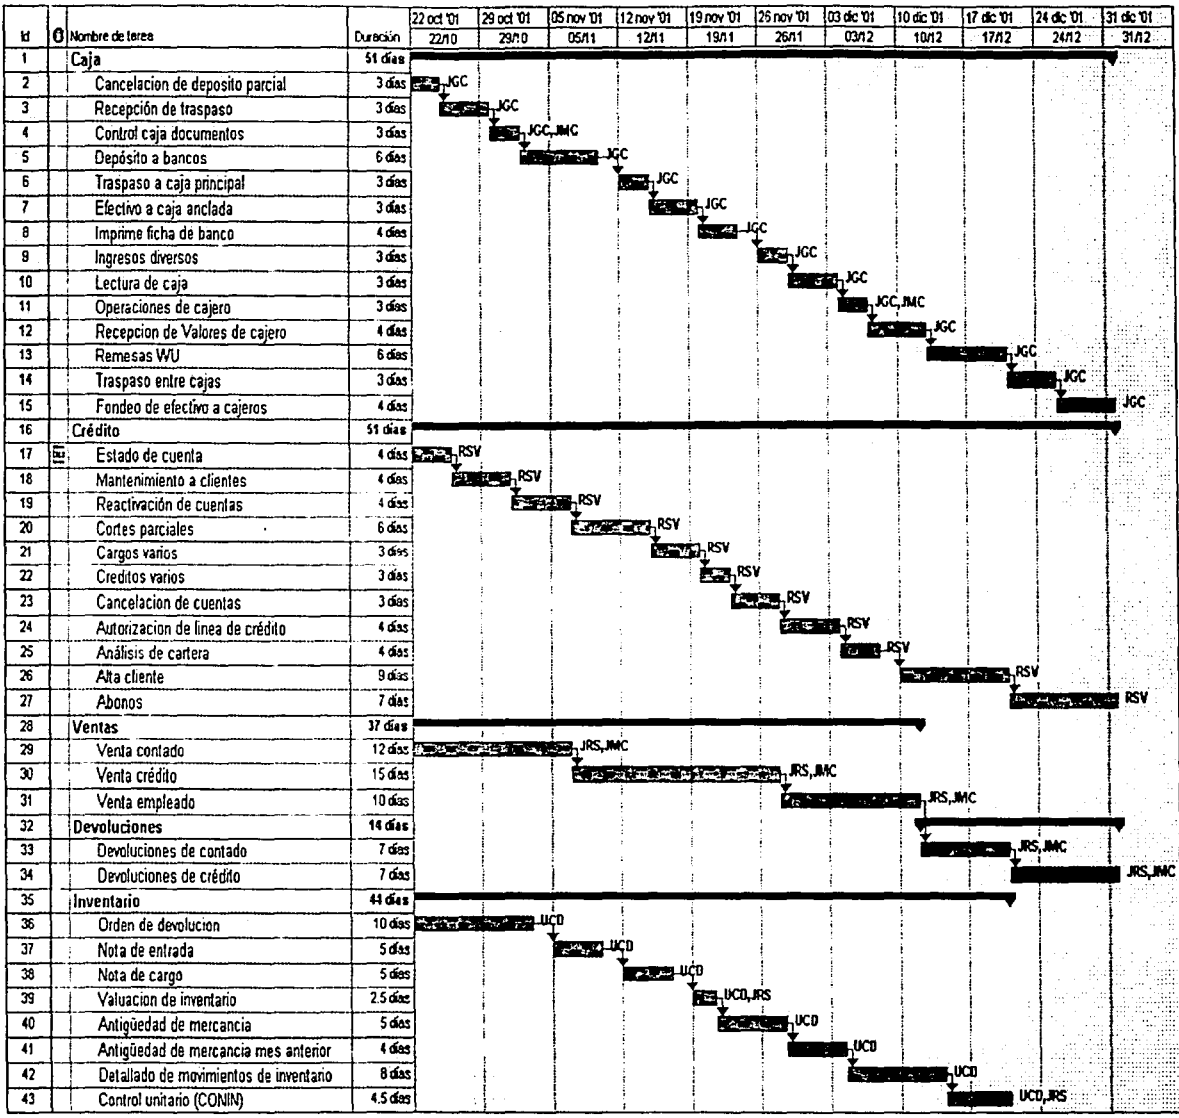 22 oct '01 29 oct '01 05 nov '01 12 nov '01 19 nov '01 26 nov '01 03 dic '01 10 dic '01 17 dic '01 24 dic '01 31 dic '01
Id Nombre de tarea Duración 22/10 29/10 05/11 12/11 19/11 26/11 03/12 10/12 17/12 24/12 31/12
1 Caja 51 días
2 Cancelacion de deposito parcial 3 días JGC
3 Recepción de traspaso 3 días JGC
4 Control caja documentos 3 días JGC,JMC
5 Depósito a bancos 6 días JGC
6 Traspaso a caja principal 3 días JGC
7 Efectivo a caja anclada 3 días JGC
8 Imprime ficha de banco 4 días JGC
9 Ingresos diversos 3 días JGC
10 Lectura de caja 3 días JGC
11 Operaciones de cajero 3 días JGC,JMC
12 Recepcion de Valores de cajero 4 días JGC
13 Remesas WU 6 días JGC
14 Traspaso entre cajas 3 días JGC
15 Fondeo de efectivo a cajeros 4 días JGC
16 Crédito 51 días
17 Estado de cuenta 4 días RSV
18 Mantenimiento a clientes 4 días RSV
19 Reactivación de cuentas 4 días RSV
20 Cortes parciales 6 días RSV
21 Cargos varios 3 días RSV
22 Creditos varios 3 días RSV
23 Cancelacion de cuentas 3 días RSV
24 Autorizacion de linea de crédito 4 días RSV
25 Análisis de cartera 4 días RSV
26 Alta cliente 9 días RSV
27 Abonos 7 días RSV
28 Ventas 37 días
29 Venta contado 12 días JRS,JMC
30 Venta crédito 15 días JRS,JMC
31 Venta empleado 10 días JRS,JMC
32 Devoluciones 14 días
33 Devoluciones de contado 7 días JRS,JMC
34 Devoluciones de crédito 7 días JRS,JMC
35 Inventario 44 días
36 Orden de devolucion 10 días UCD
37 Nota de entrada 5 días UCD
38 Nota de cargo 5 días UCD
39 Valuacion de inventario 2.5 días UCD,JRS
40 Antigüedad de mercancia 5 días UCD
41 Antigüedad de mercancia mes anterior 4 días UCD
42 Detallado de movimientos de inventario 8 días UCD
43 Control unitario (CONIN) 4.5 días UCD,JRS